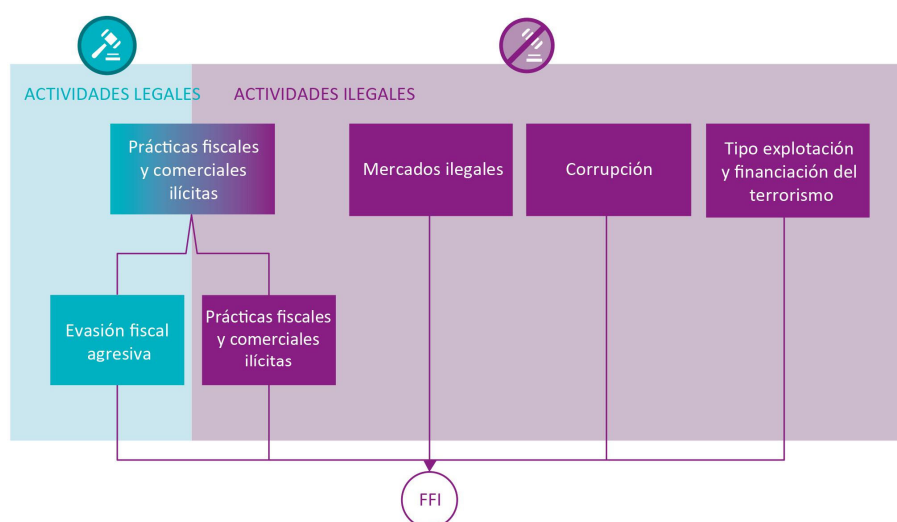 ACTIVIDADES LEGALES
ACTIVIDADES ILEGALES
Prácticas fiscales
y comerciales
ilícitas
Mercados ilegales
Corrupción
Tipo explotación
y financiación del
terrorismo
Evasión fiscal
agresiva
Prácticas fiscales
y comerciales
ilícitas
FFI